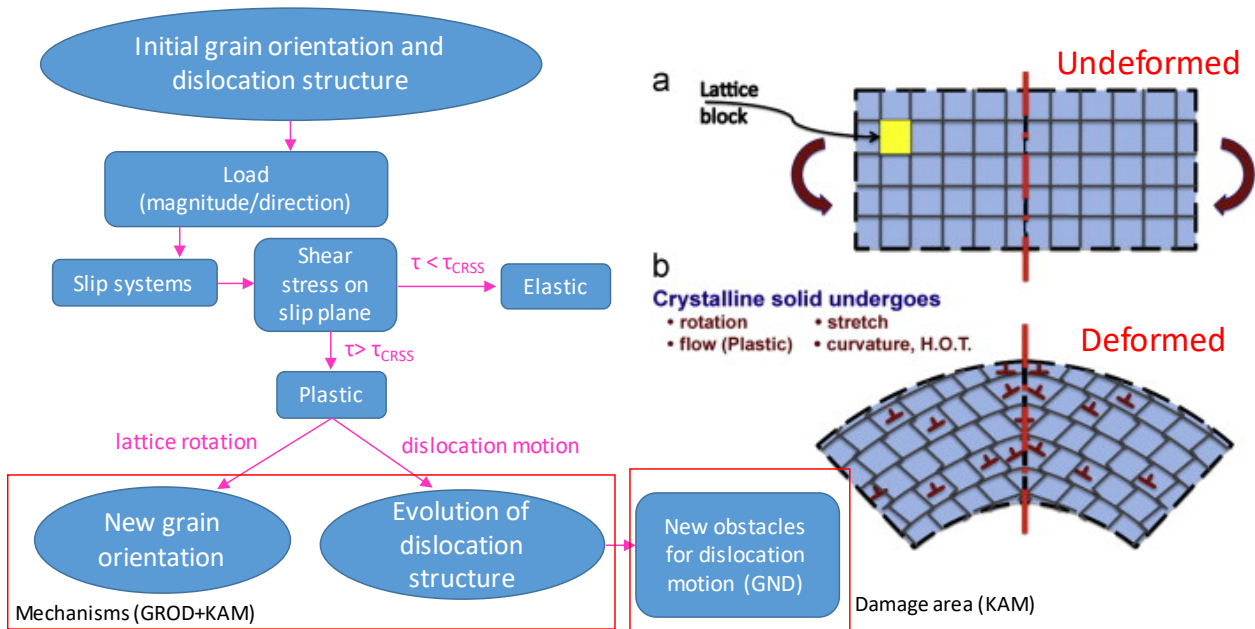 Initial grain orientation and
dislocation structure
Load
(magnitude/direction)
Slip systems
Shear
stress on
slip plane
τ < τCRSS
Elastic
τ> τCRSS
Plastic
lattice rotation
dislocation motion
New grain
orientation
Evolution of
dislocation
structure
New obstacles
for dislocation
motion (GND)
Mechanisms (GROD+KAM)
Damage area (KAM)
Undeformed
a
Lattice
block
b
Crystalline solid undergoes
• rotation • stretch
• flow (Plastic) • curvature, H.O.T.
Deformed